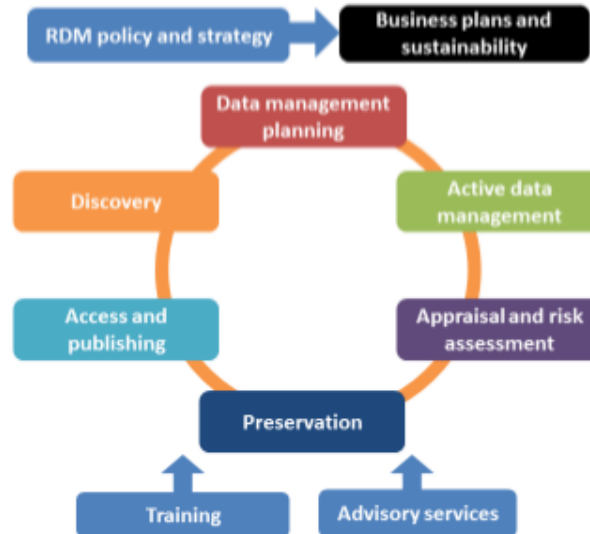 RDM policy and strategy
Business plans and
sustainability
Data management
planning
Discovery
Active data
management
Access and
publishing
Appraisal and risk
assessment
Preservation
Training
Advisory services